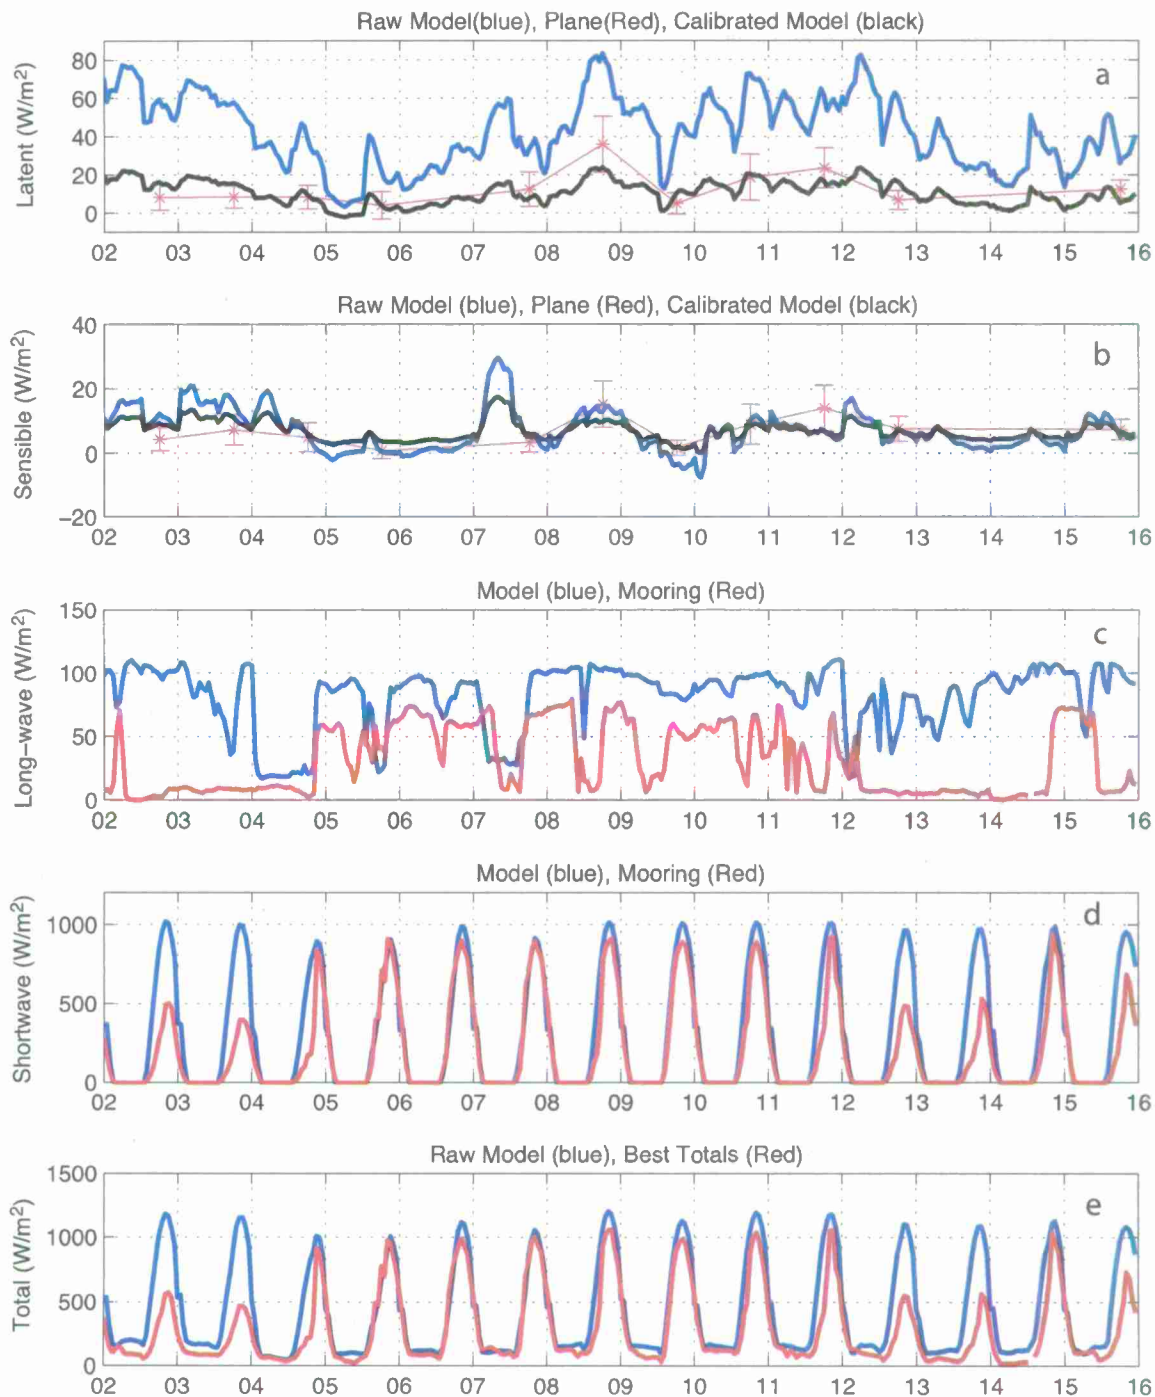 Raw Model(blue), Plane(Red), Calibrated Model (black)
a
Latent (W/m²)
80
60
40
20
0
02 03 04 05 06 07 08 09 10 11 12 13 14 15 16
Raw Model (blue), Plane (Red), Calibrated Model (black)
b
Sensible (W/m²)
40
20
0
−20
02 03 04 05 06 07 08 09 10 11 12 13 14 15 16
Model (blue), Mooring (Red)
c
Long−wave (W/m²)
150
100
50
0
02 03 04 05 06 07 08 09 10 11 12 13 14 15 16
Model (blue), Mooring (Red)
d
Shortwave (W/m²)
1000
500
0
02 03 04 05 06 07 08 09 10 11 12 13 14 15 16
Raw Model (blue), Best Totals (Red)
e
Total (W/m²)
1500
1000
500
0
02 03 04 05 06 07 08 09 10 11 12 13 14 15 16